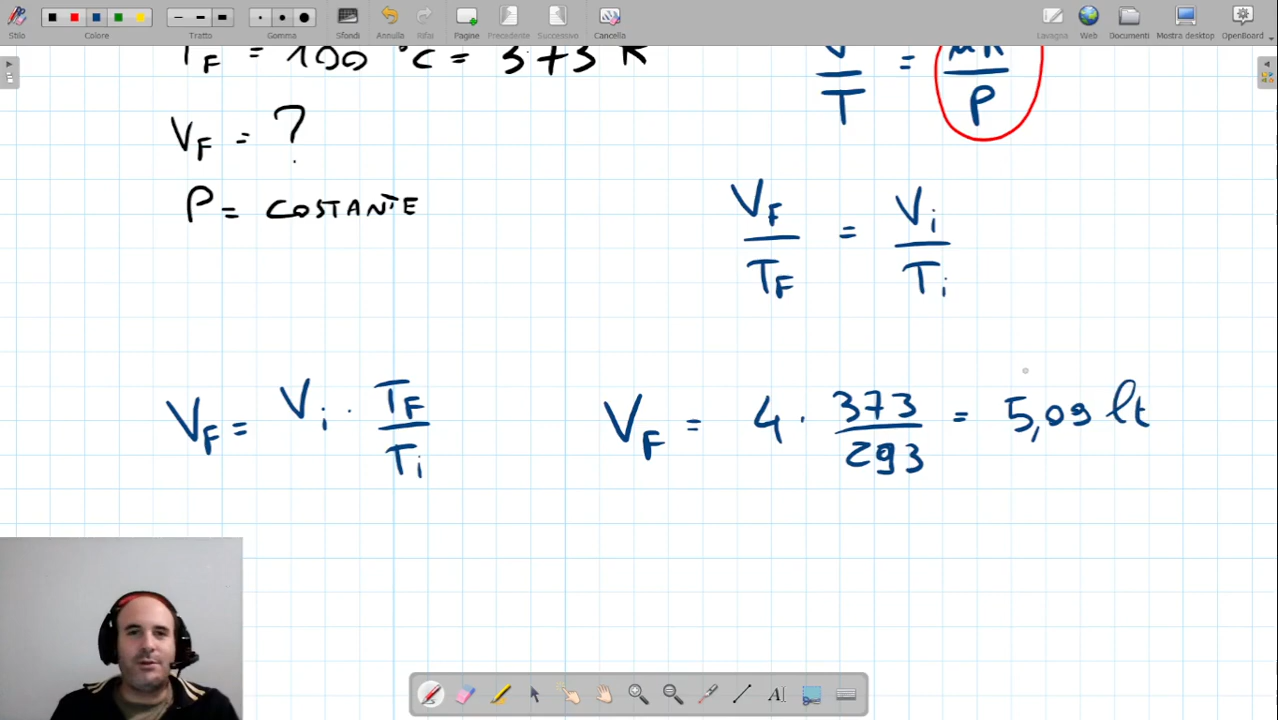 Stilo Colore Tratto Gomma Sfondi Annulla Rifai Pagine Precedente Successivo Cancella Lavagna Web Documenti Mostra desktop OpenBoard
T_F = 100 °C = 373 K
V/T = nR/P
V_F = ?
P = COSTANTE
V_F/T_F = V_i/T_i
V_F = V_i · T_F/T_i
V_F = 4 · 373/293 = 5,09 lt